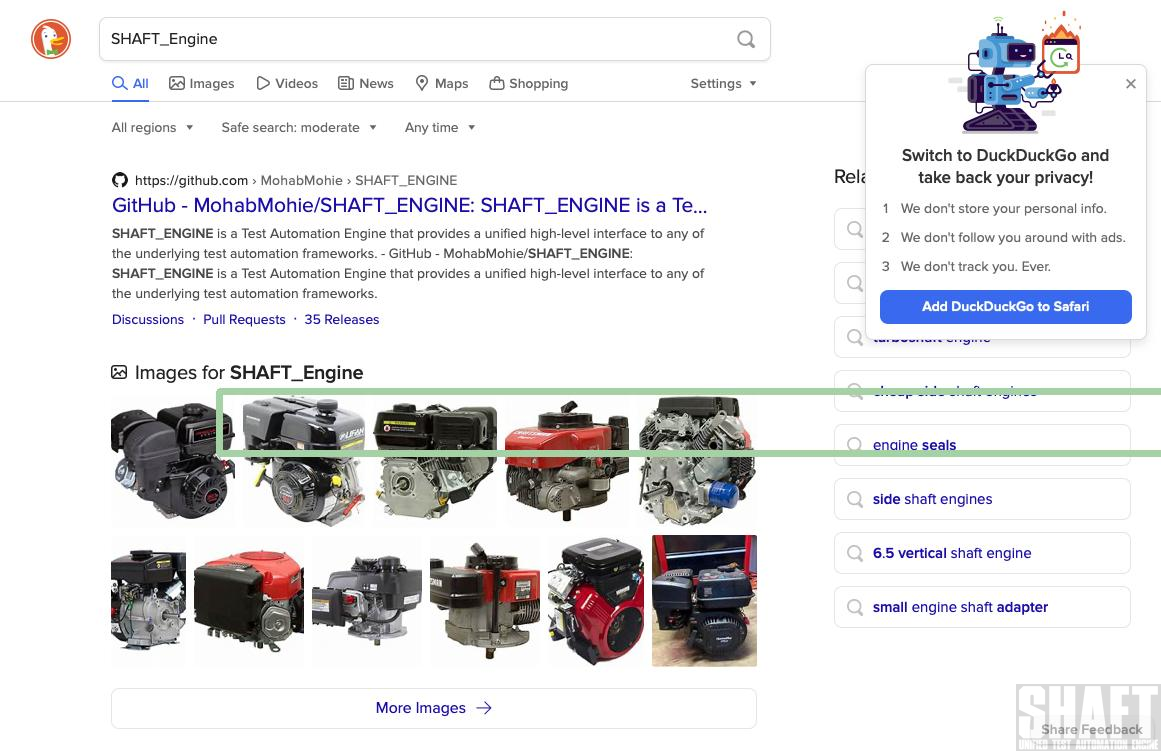 SHAFT_Engine
All Images Videos News Maps Shopping Settings
All regions Safe search: moderate Any time
https://github.com › MohabMohie › SHAFT_ENGINE
GitHub - MohabMohie/SHAFT_ENGINE: SHAFT_ENGINE is a Te...
SHAFT_ENGINE is a Test Automation Engine that provides a unified high-level interface to any of
the underlying test automation frameworks. - GitHub - MohabMohie/SHAFT_ENGINE:
SHAFT_ENGINE is a Test Automation Engine that provides a unified high-level interface to any of
the underlying test automation frameworks.
Discussions · Pull Requests · 35 Releases
Images for SHAFT_Engine
LIFAN
More Images
Switch to DuckDuckGo and
take back your privacy!
1 We don't store your personal info.
2 We don't follow you around with ads.
3 We don't track you. Ever.
Add DuckDuckGo to Safari
turboshaft engine
cheap side shaft engines
engine seals
side shaft engines
6.5 vertical shaft engine
small engine shaft adapter
SHAFT
Share Feedback